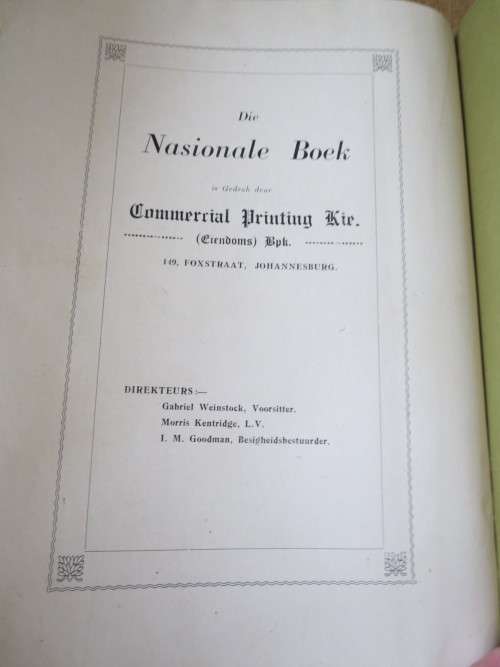 Die
Nasionale Boek
is Gedruk deur
Commercial Printing Kie.
(Eiendoms) Bpk.
149, FOXSTRAAT, JOHANNESBURG.
DIREKTEURS:—
Gabriel Weinstock, Voorsitter.
Morris Kentridge, L.V.
I. M. Goodman, Besigheidsbestuurder.